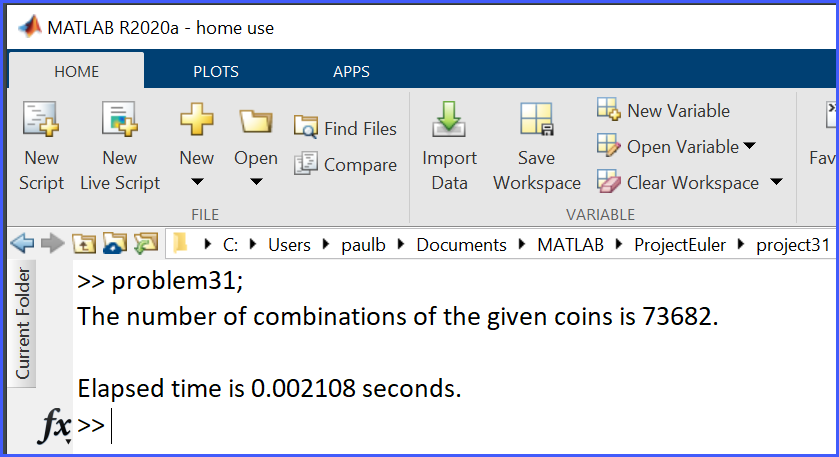 MATLAB R2020a - home use
HOME PLOTS APPS
New Script
New Live Script
New
Open
Find Files
Compare
FILE
Import Data
Save Workspace
New Variable
Open Variable
Clear Workspace
VARIABLE
Fav
C: Users paulb Documents MATLAB ProjectEuler project31
Current Folder
>> problem31;
The number of combinations of the given coins is 73682.
Elapsed time is 0.002108 seconds.
fx >>